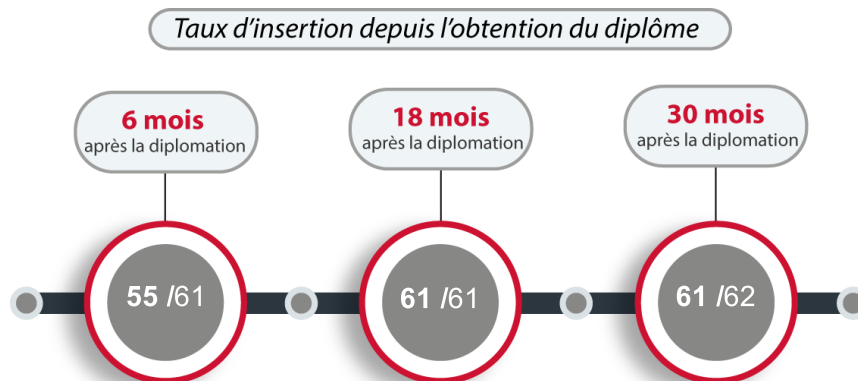 Taux d'insertion depuis l'obtention du diplôme
6 mois
après la diplomation
18 mois
après la diplomation
30 mois
après la diplomation
55 /61
61 /61
61 /62